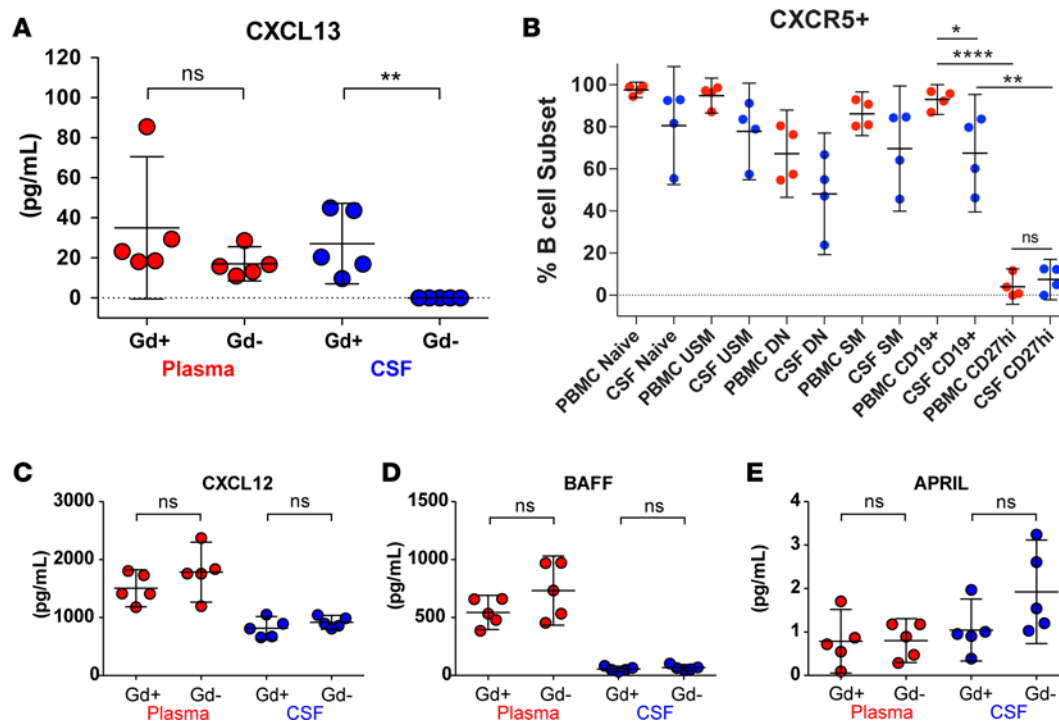 A
CXCL13
(pg/mL)
120
100
80
60
40
20
0
ns
**
Gd+ Gd- Gd+ Gd-
Plasma CSF
B
CXCR5+
% B cell Subset
100
80
60
40
20
0
*
****
**
ns
PBMC Naive
CSF Naive
PBMC USM
CSF USM
PBMC DN
CSF DN
PBMC SM
CSF SM
PBMC CD19+
CSF CD19+
PBMC CD27hi
CSF CD27hi
C
CXCL12
(pg/mL)
3000
2000
1000
0
ns ns
Gd+ Gd- Gd+ Gd-
Plasma CSF
D
BAFF
(pg/mL)
1500
1000
500
0
ns ns
Gd+ Gd- Gd+ Gd-
Plasma CSF
E
APRIL
(pg/mL)
4
3
2
1
0
ns ns
Gd+ Gd- Gd+ Gd-
Plasma CSF